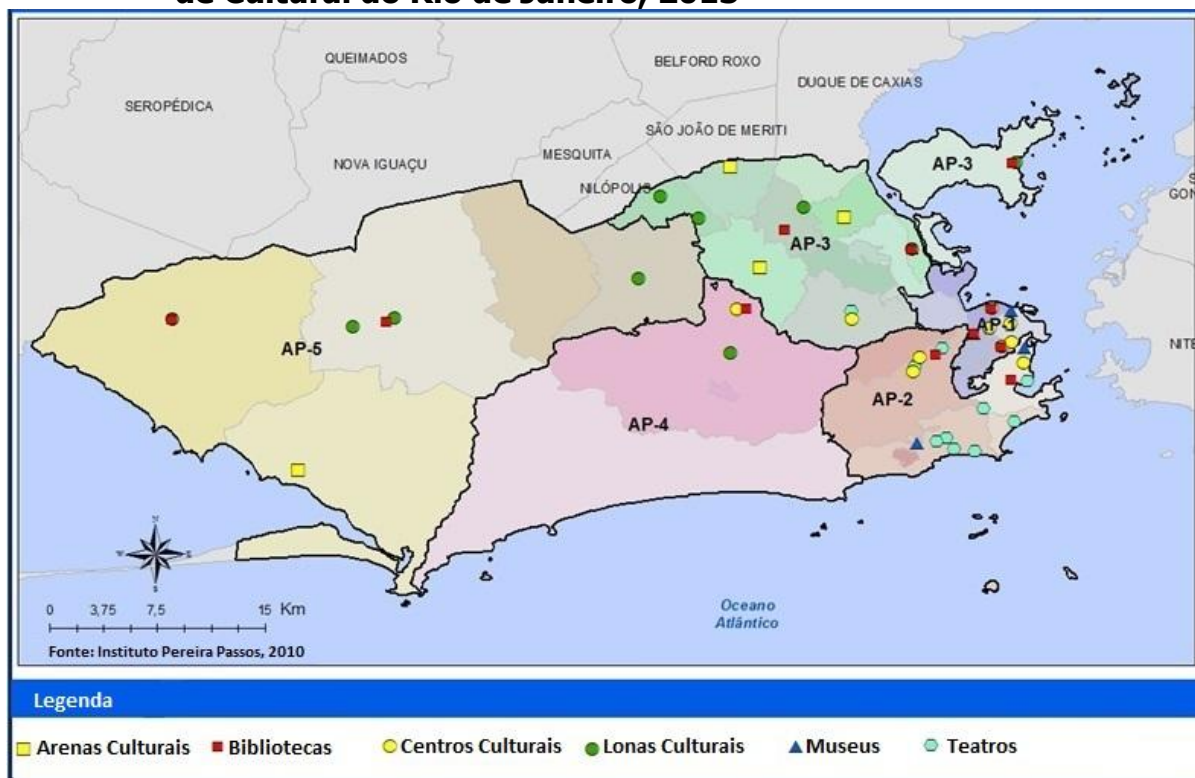 de Cultural do Rio de Janeiro, 2013
QUEIMADOS
BELFORD ROXO
DUQUE DE CAXIAS
SEROPÉDICA
SÃO JOÃO DE MERITI
MESQUITA
NOVA IGUAÇU
NILÓPOLIS
AP-3
GON
AP-3
AP-1
NITE
AP-5
AP-2
AP-4
0 3,75 7,5 15 Km
Oceano
Atlântico
Fonte: Instituto Pereira Passos, 2010
Legenda
Arenas Culturais Bibliotecas Centros Culturais Lonas Culturais Museus Teatros